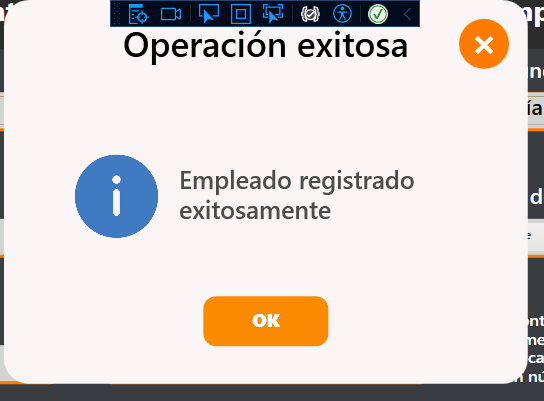 Operación exitosa
Empleado registrado
exitosamente
OK